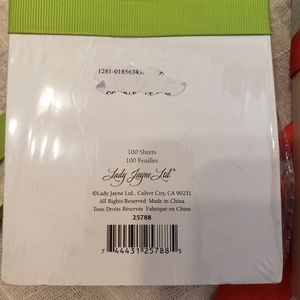 1281-0185634
100 Sheets
100 Feuilles
Lady Jayne Ltd®
©Lady Jayne Ltd., Culver City, CA 90231
All Rights Reserved Made in China
Tous Droits Réservés Fabriqué en Chine
25788
7 44431 25788 5